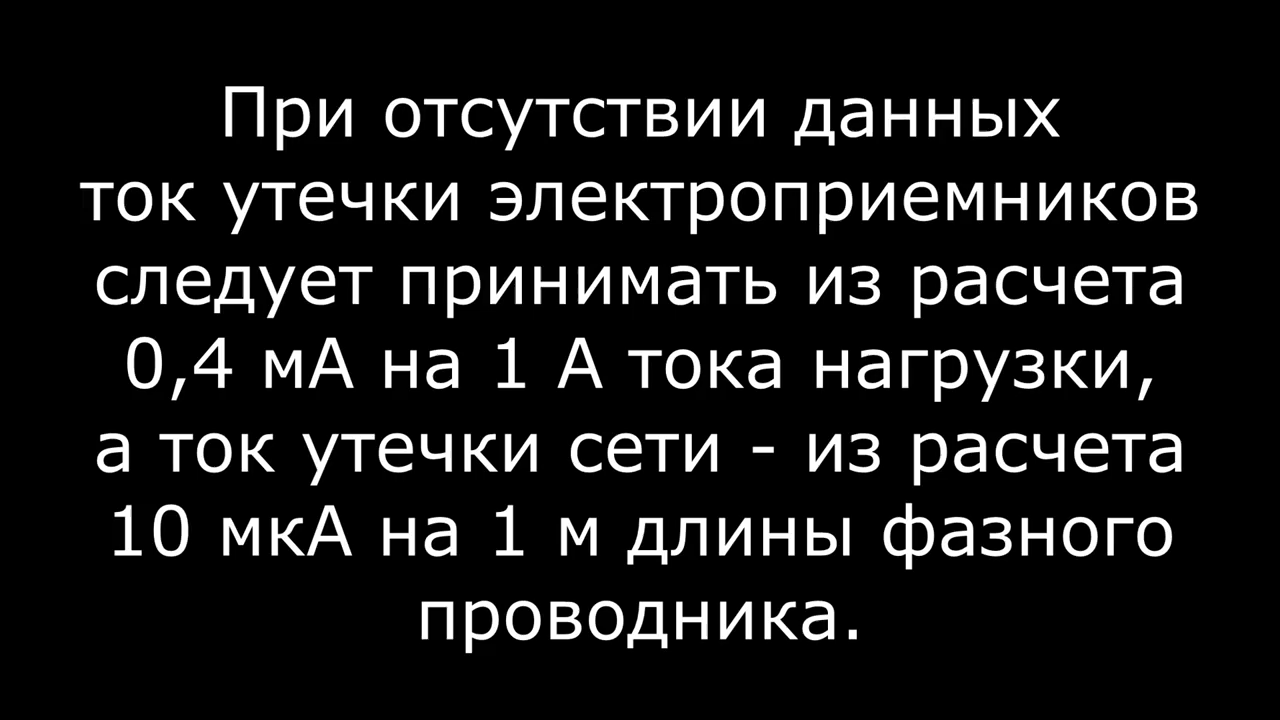 При отсутствии данных
ток утечки электроприемников
следует принимать из расчета
0,4 мА на 1 А тока нагрузки,
а ток утечки сети - из расчета
10 мкА на 1 м длины фазного
проводника.